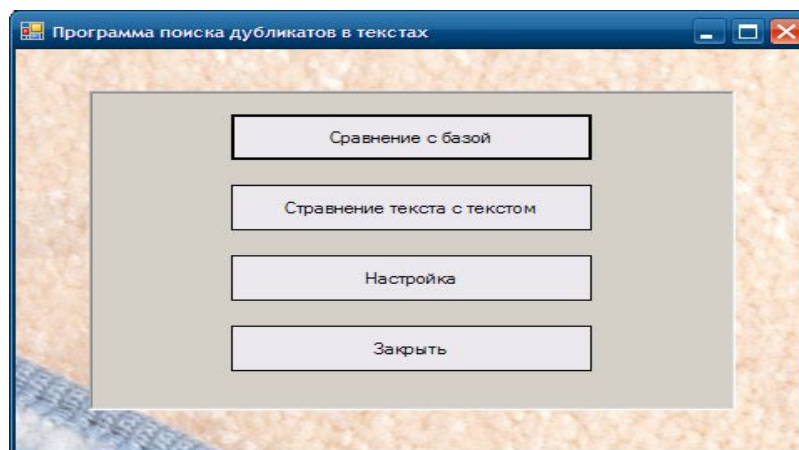 Программа поиска дубликатов в текстах
Сравнение с базой
Стравнение текста с текстом
Настройка
Закрыть